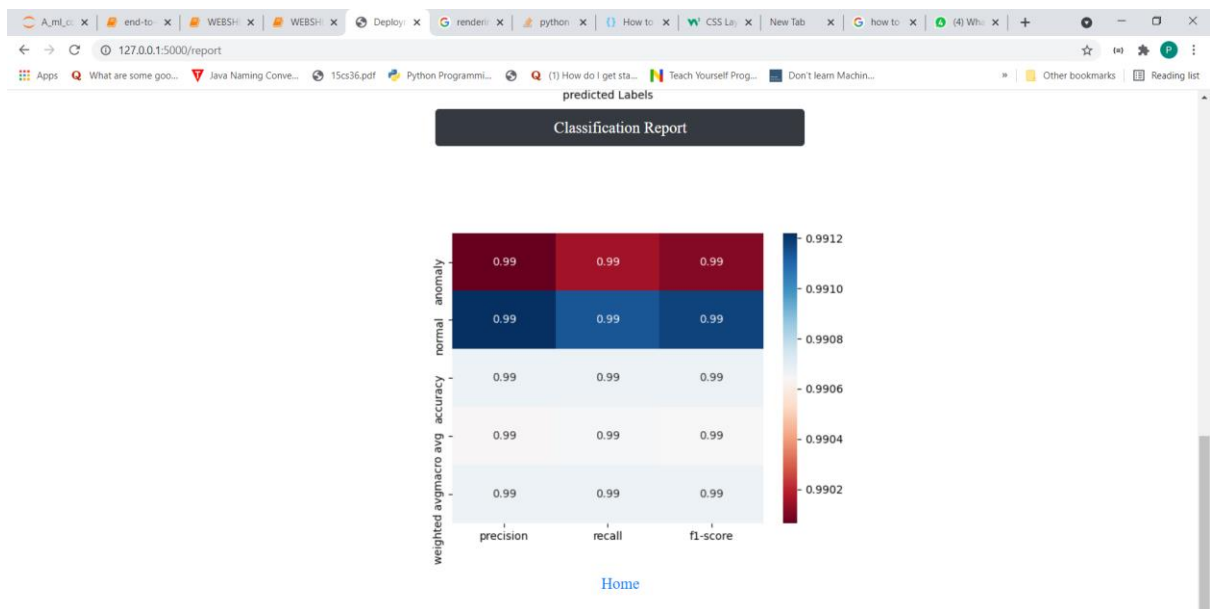 A_ml_cc
end-to-
WEBSH
WEBSH
Deploy
renderi
python
How to
CSS Lay
New Tab
how to
(4) Wha
127.0.0.1:5000/report
Apps
What are some goo...
Java Naming Conve...
15cs36.pdf
Python Programmi...
(1) How do I get sta...
Teach Yourself Prog...
Don't learn Machin...
»
Other bookmarks
Reading list
predicted Labels
Classification Report
anomaly
0.99 0.99 0.99
normal
0.99 0.99 0.99
accuracy
0.99 0.99 0.99
macro avg
0.99 0.99 0.99
weighted avg
0.99 0.99 0.99
precision recall f1-score
0.9912
0.9910
0.9908
0.9906
0.9904
0.9902
Home